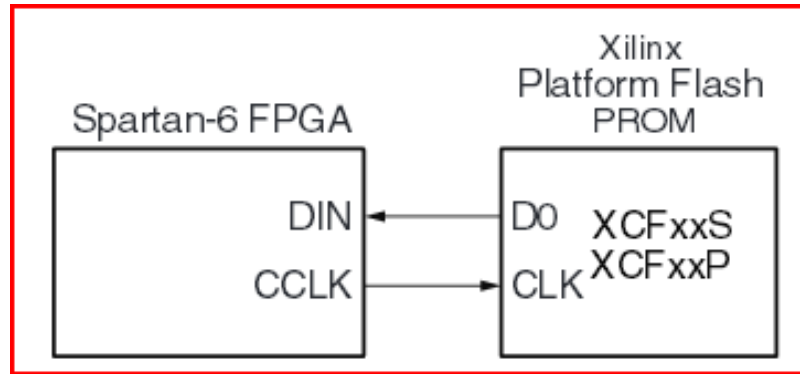 Xilinx
Platform Flash
PROM
Spartan-6 FPGA
DIN
D0
XCFxxS
XCFxxP
CCLK
CLK